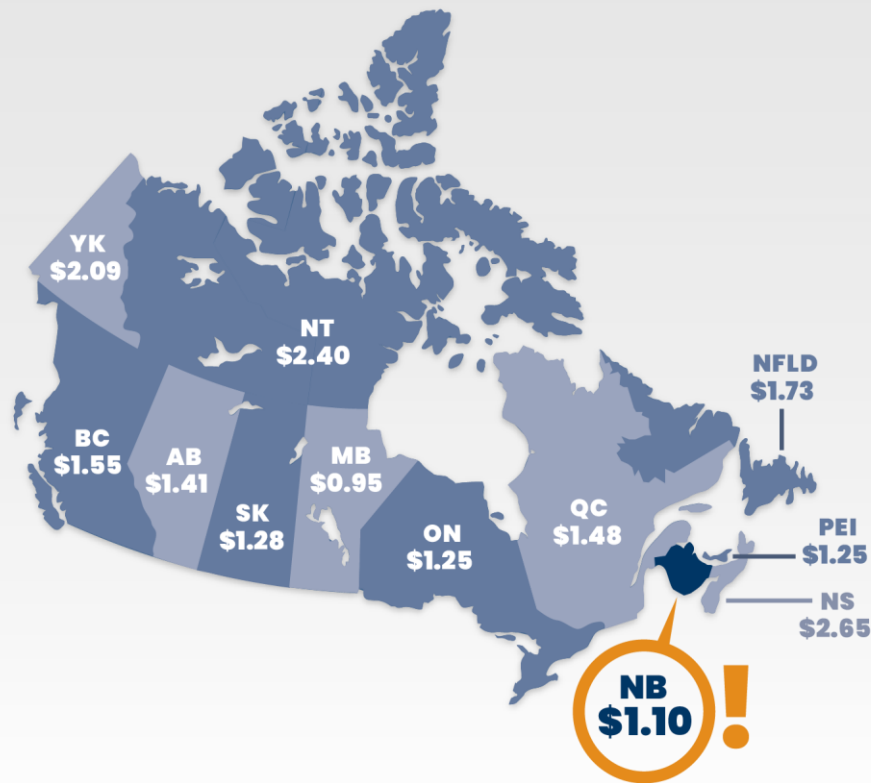 YK
$2.09
NT
$2.40
NFLD
$1.73
BC
$1.55
AB
$1.41
MB
$0.95
SK
$1.28
ON
$1.25
QC
$1.48
PEI
$1.25
NS
$2.65
NB
$1.10
!